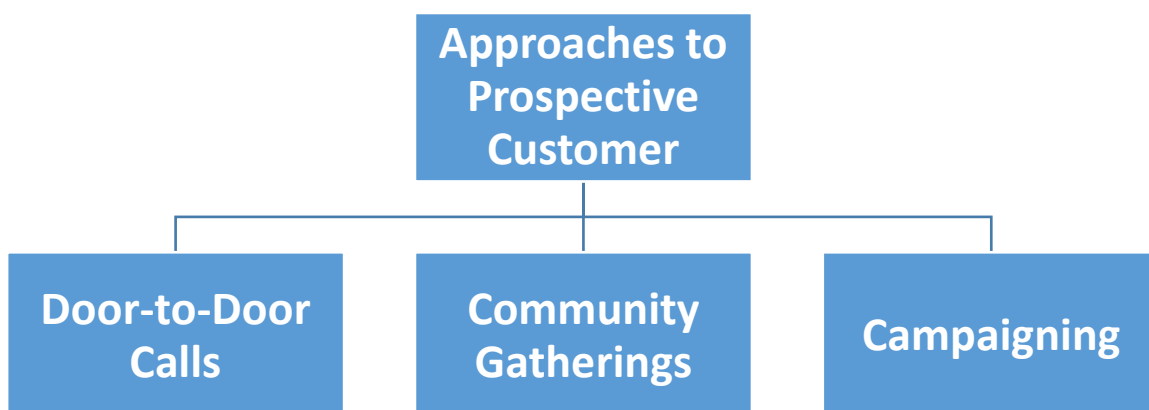 Approaches to
Prospective
Customer
Door-to-Door
Calls
Community
Gatherings
Campaigning